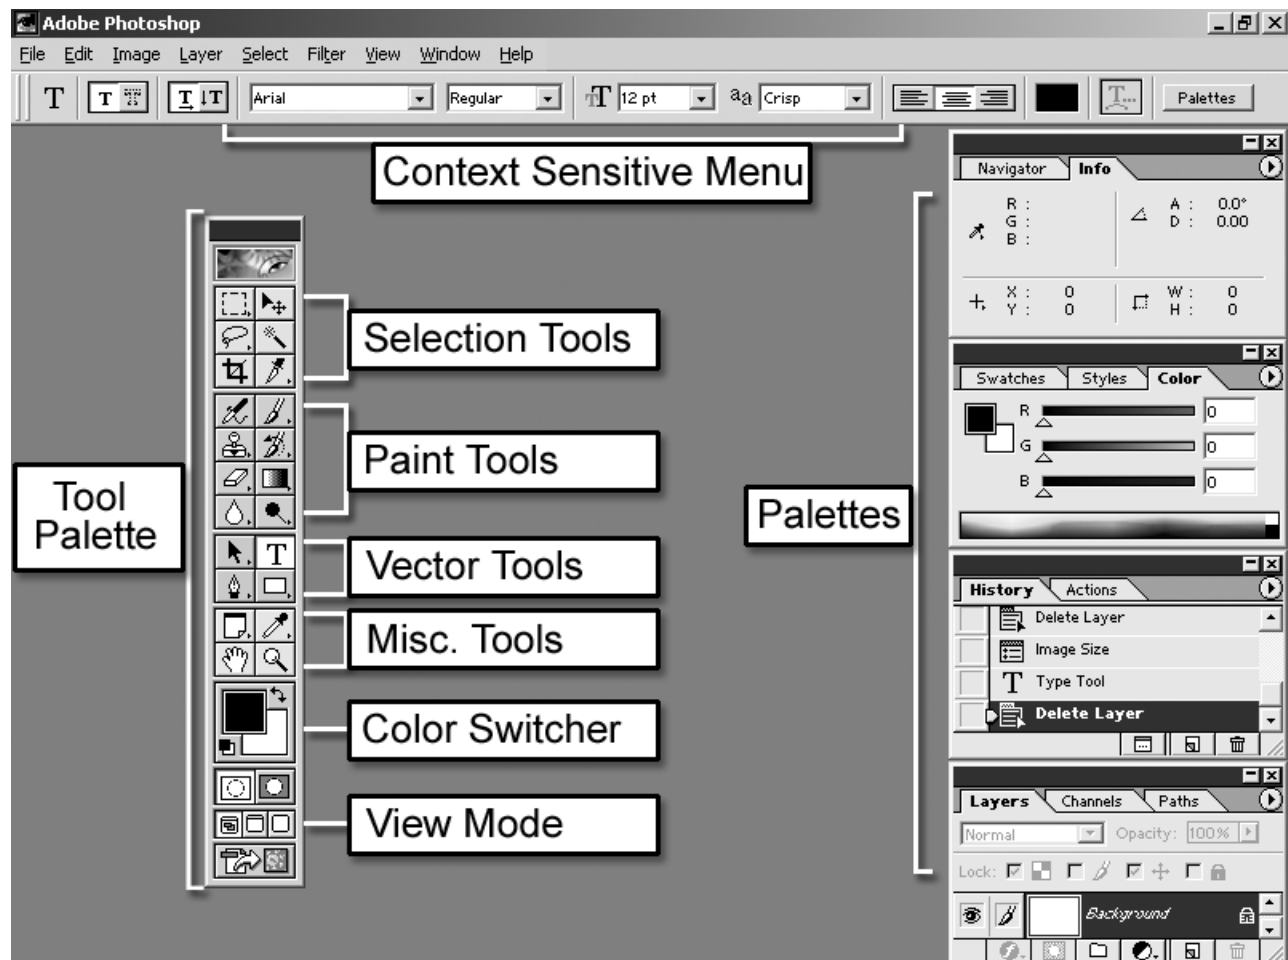 Adobe Photoshop
File Edit Image Layer Select Filter View Window Help
T T T T Arial Regular T 12 pt aa Crisp T... Palettes
Context Sensitive Menu
Navigator Info
R : A : 0.0°
G : D : 0.00
B :
X : 0 W : 0
Y : 0 H : 0
Selection Tools
Swatches Styles Color
R 0
G 0
B 0
Paint Tools
Tool
Palette
Palettes
T
Vector Tools
History Actions
Delete Layer
Image Size
T Type Tool
Delete Layer
Misc. Tools
Color Switcher
View Mode
Layers Channels Paths
Normal Opacity: 100%
Lock:
Background